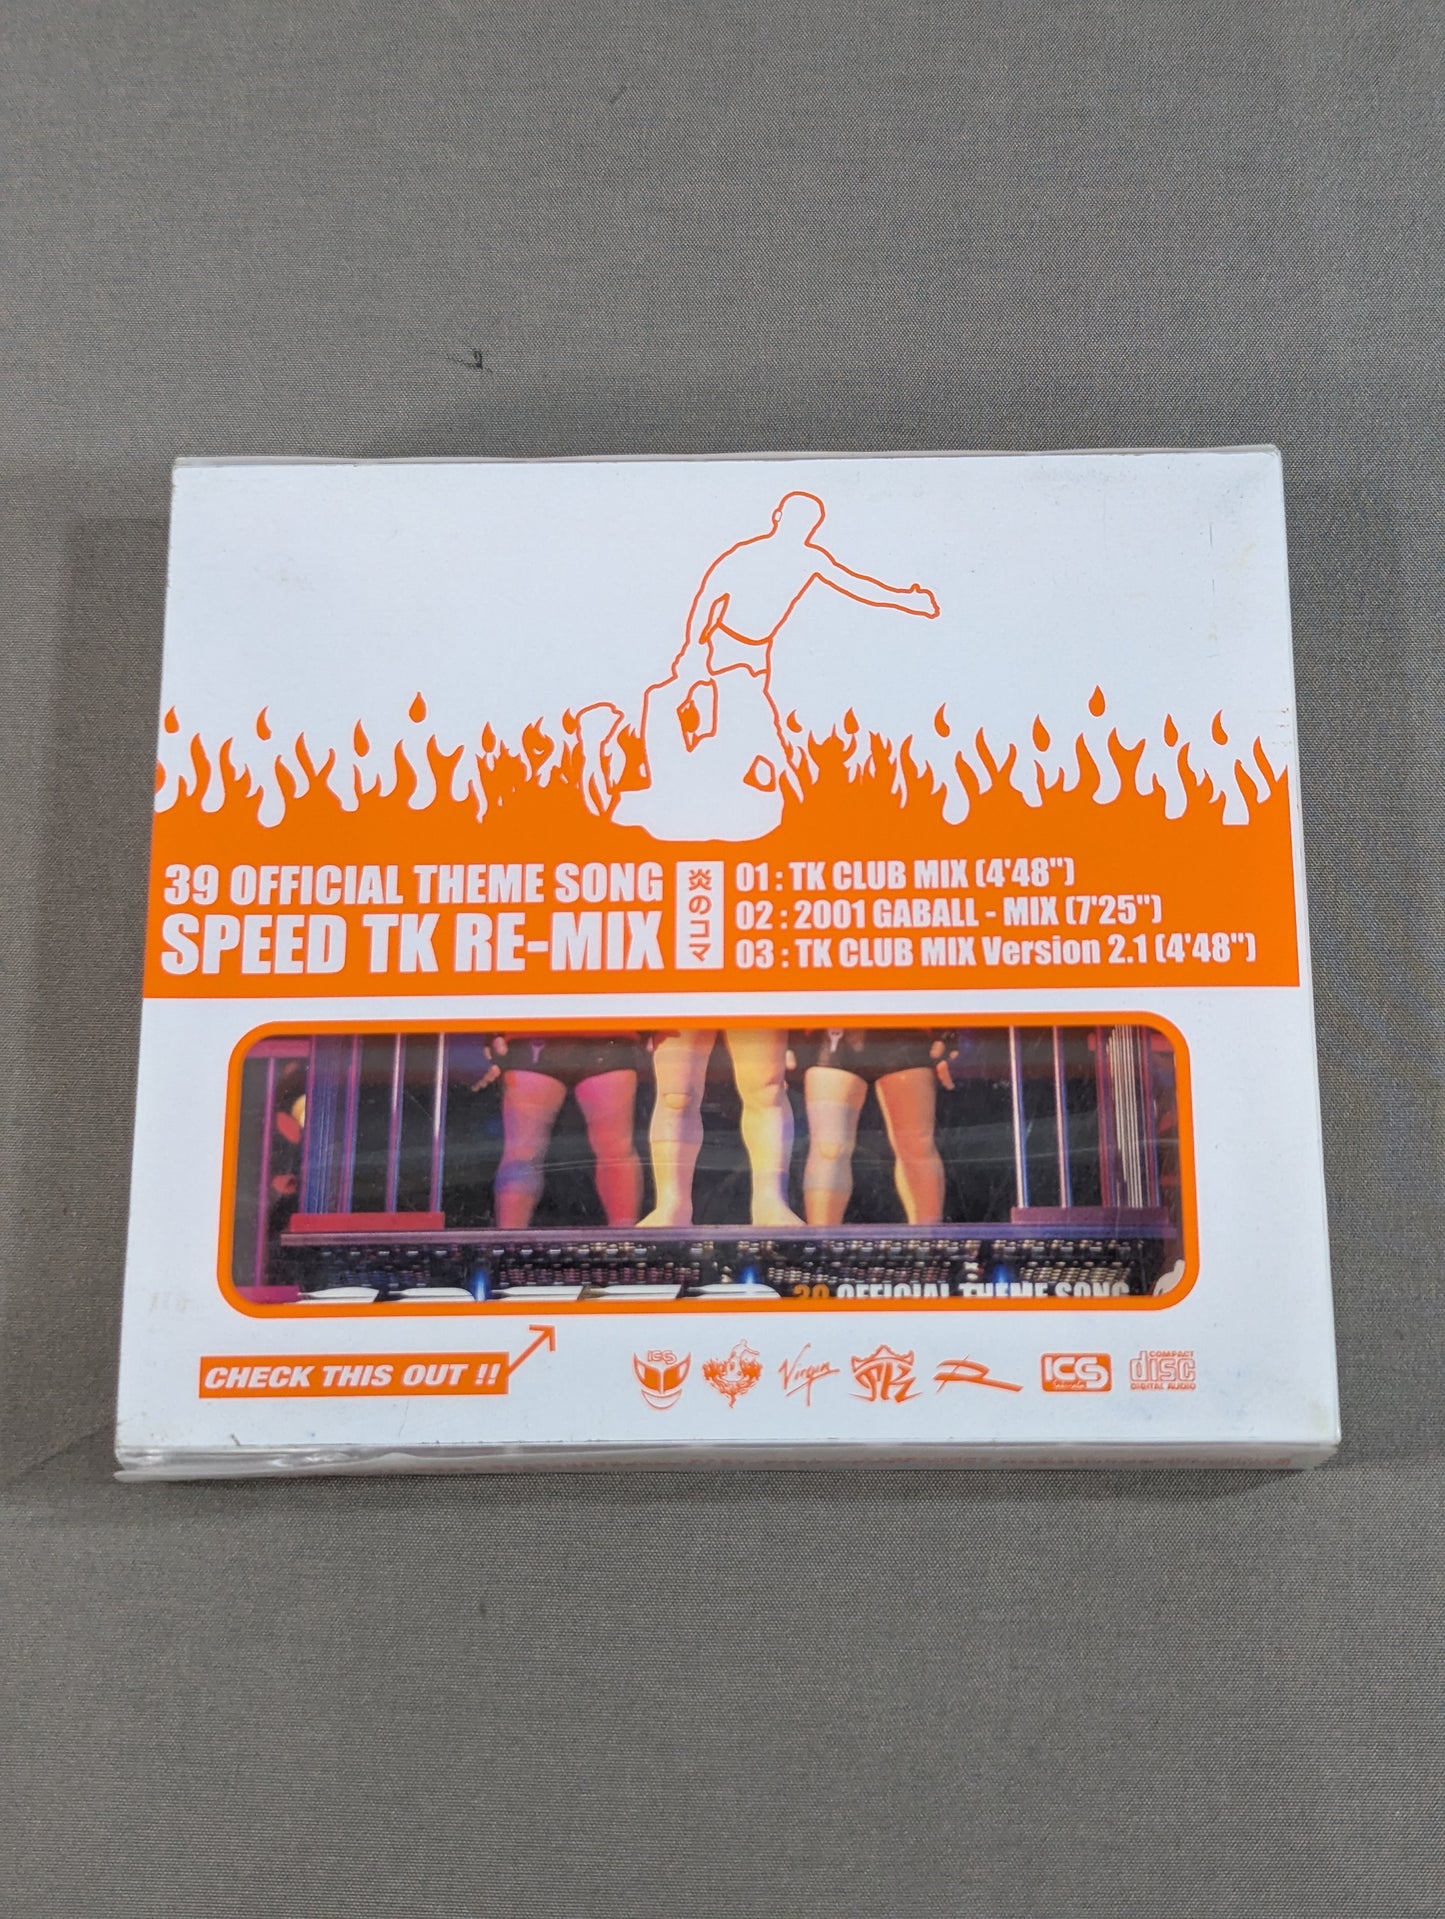 39 OFFICIAL THEME SONG
SPEED TK RE-MIX
炎のコマ
01 : TK CLUB MIX (4'48")
02 : 2001 GABALL - MIX (7'25")
03 : TK CLUB MIX Version 2.1 (4'48")
39 OFFICIAL THEME SONG
CHECK THIS OUT !!
ICS
Virgin
TK
R
ICS
COMPACT
disc
DIGITAL AUDIO